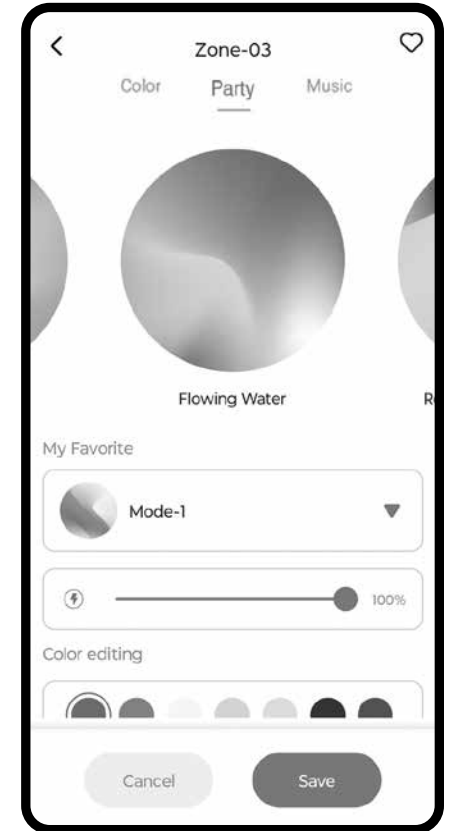 Zone-03
Color Party Music
Flowing Water
My Favorite
Mode-1
100%
Color editing
Cancel Save